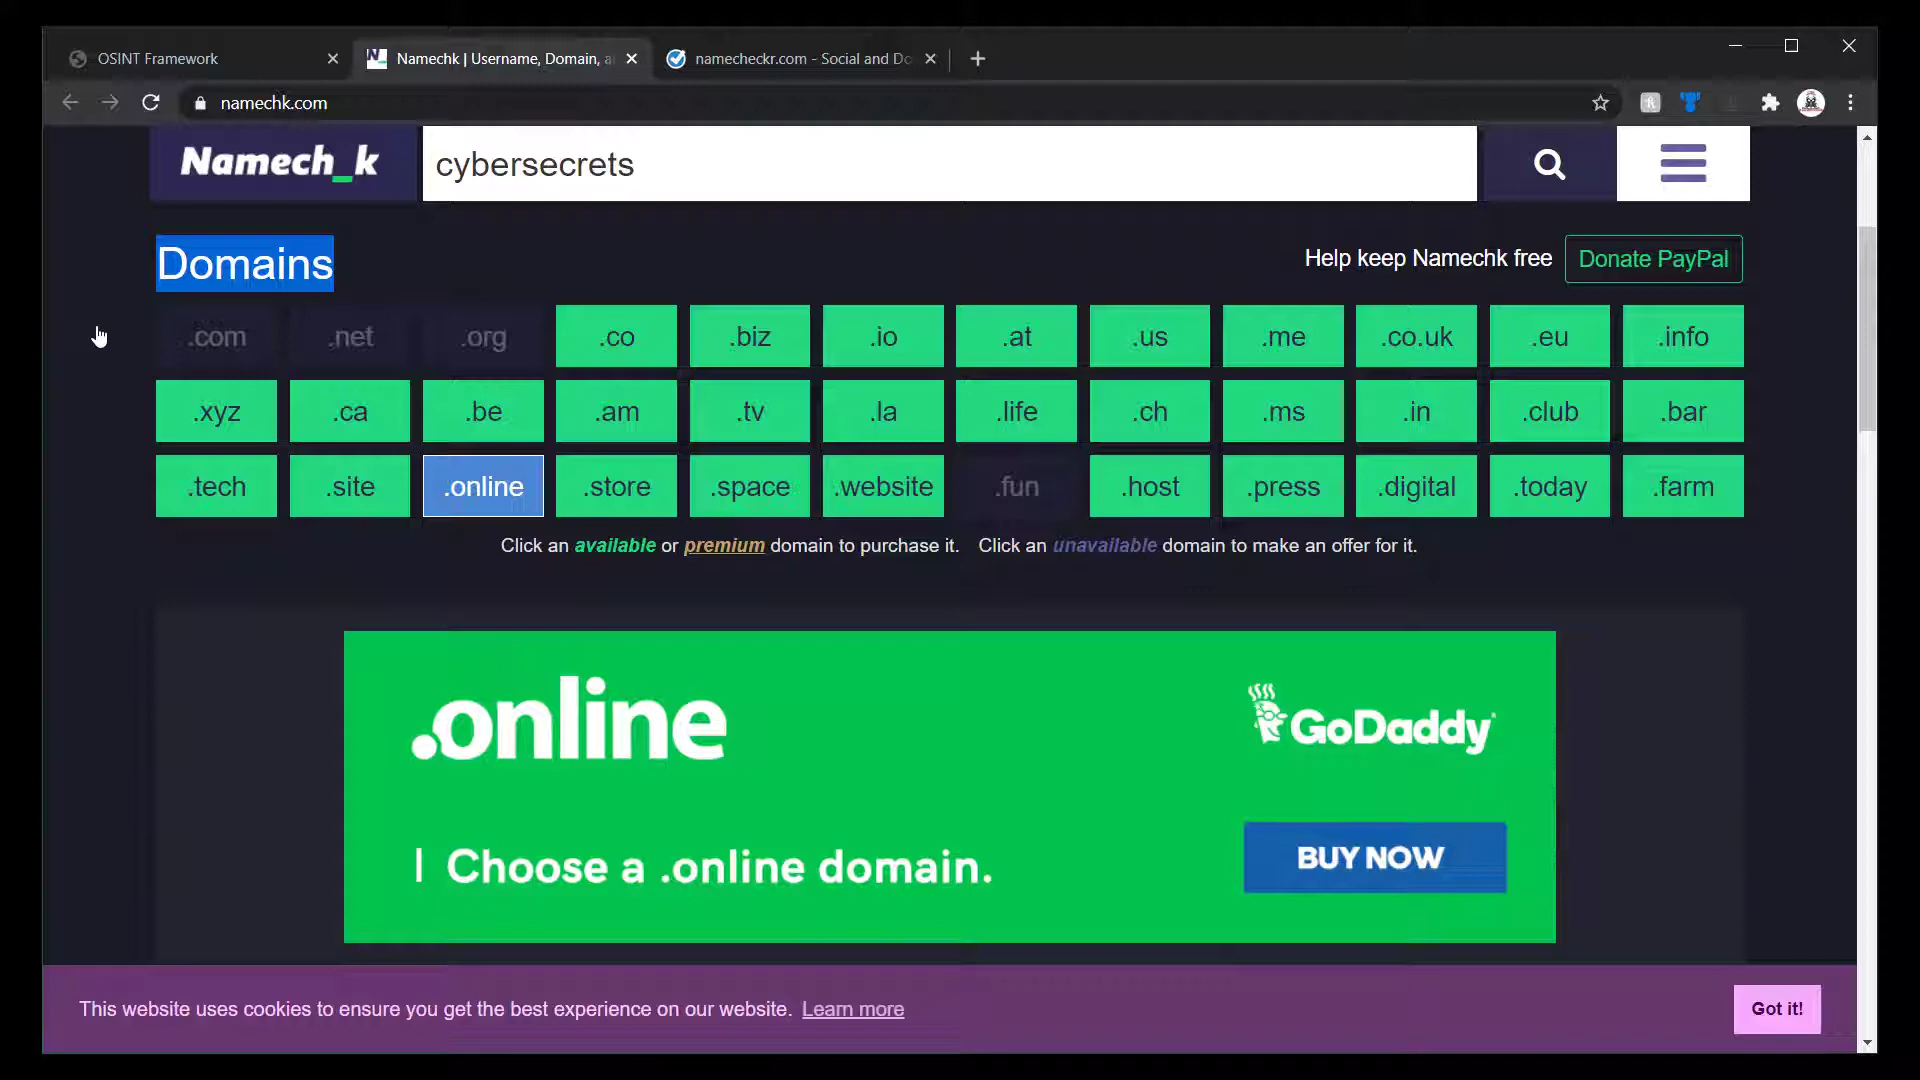 OSINT Framework
Namechk | Username, Domain, a
namecheckr.com - Social and Do
namechk.com
Namech_k
cybersecrets
Domains
Help keep Namechk free
Donate PayPal
.com .net .org .co .biz .io .at .us .me .co.uk .eu .info
.xyz .ca .be .am .tv .la .life .ch .ms .in .club .bar
.tech .site .online .store .space .website .fun .host .press .digital .today .farm
Click an available or premium domain to purchase it. Click an unavailable domain to make an offer for it.
.online
GoDaddy
Choose a .online domain.
BUY NOW
This website uses cookies to ensure you get the best experience on our website. Learn more
Got it!